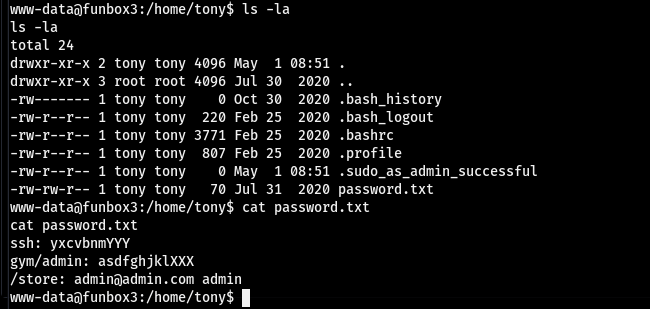 www-data@funbox3:/home/tony$ ls -la
ls -la
total 24
drwxr-xr-x 2 tony tony 4096 May  1 08:51 .
drwxr-xr-x 3 root root 4096 Jul 30  2020 ..
-rw------- 1 tony tony    0 Oct 30  2020 .bash_history
-rw-r--r-- 1 tony tony  220 Feb 25  2020 .bash_logout
-rw-r--r-- 1 tony tony 3771 Feb 25  2020 .bashrc
-rw-r--r-- 1 tony tony  807 Feb 25  2020 .profile
-rw-r--r-- 1 tony tony    0 May  1 08:51 .sudo_as_admin_successful
-rw-rw-r-- 1 tony tony   70 Jul 31  2020 password.txt
www-data@funbox3:/home/tony$ cat password.txt
cat password.txt
ssh: yxcvbnmYYY
gym/admin: asdfghjklXXX
/store: admin@admin.com admin
www-data@funbox3:/home/tony$